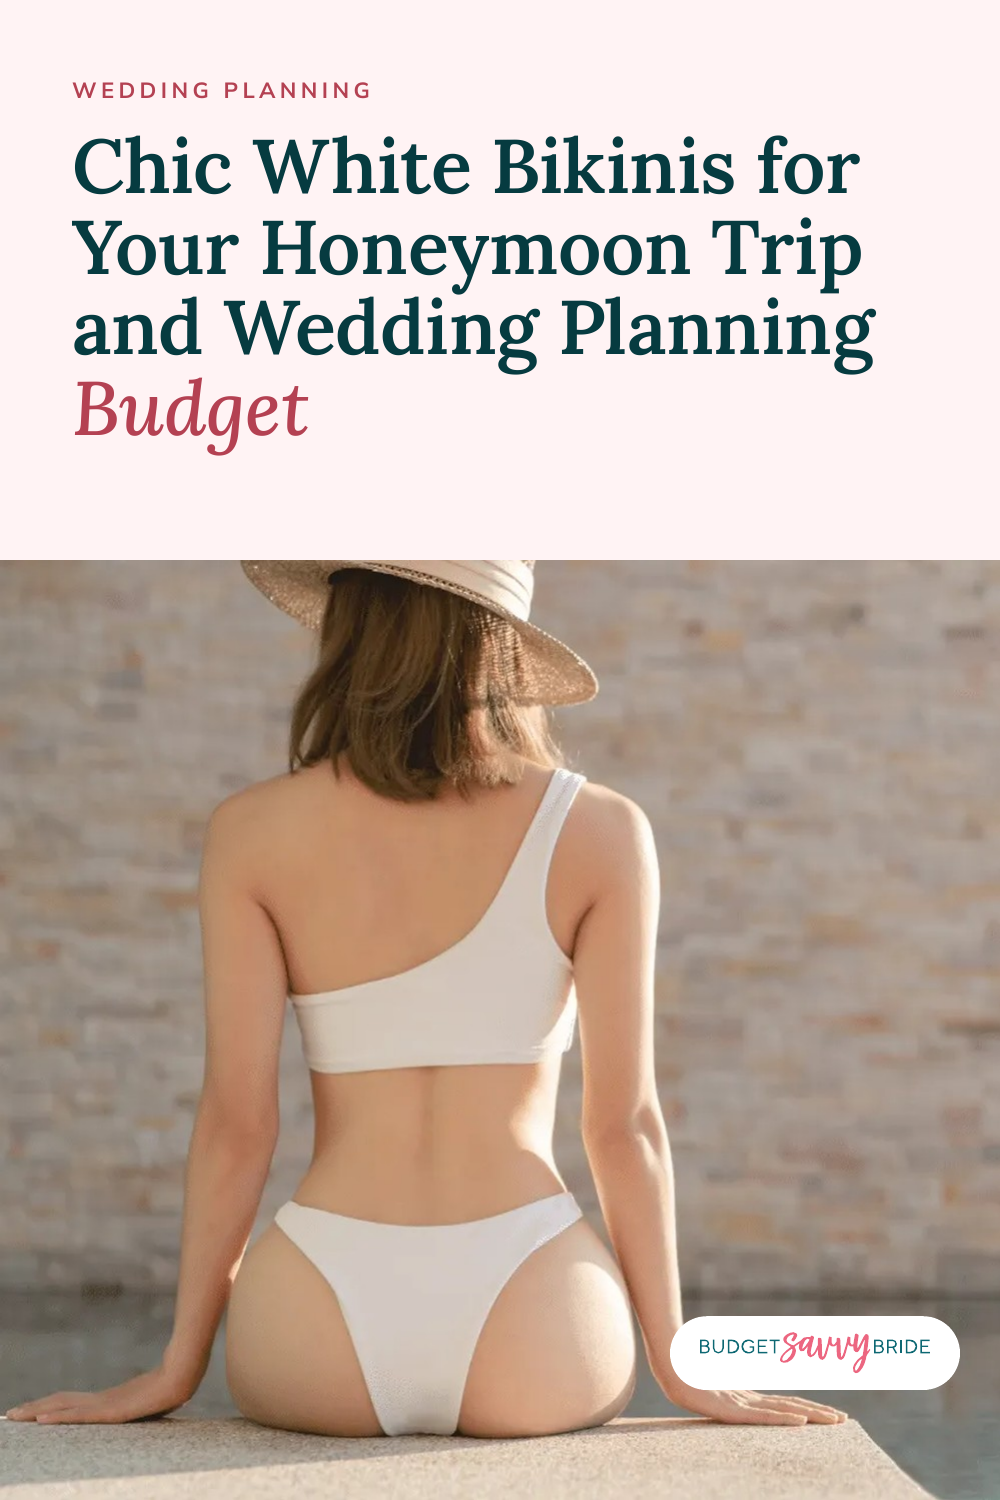 WEDDING PLANNING
Chic White Bikinis for
Your Honeymoon Trip
and Wedding Planning
Budget
BUDGET savvy BRIDE